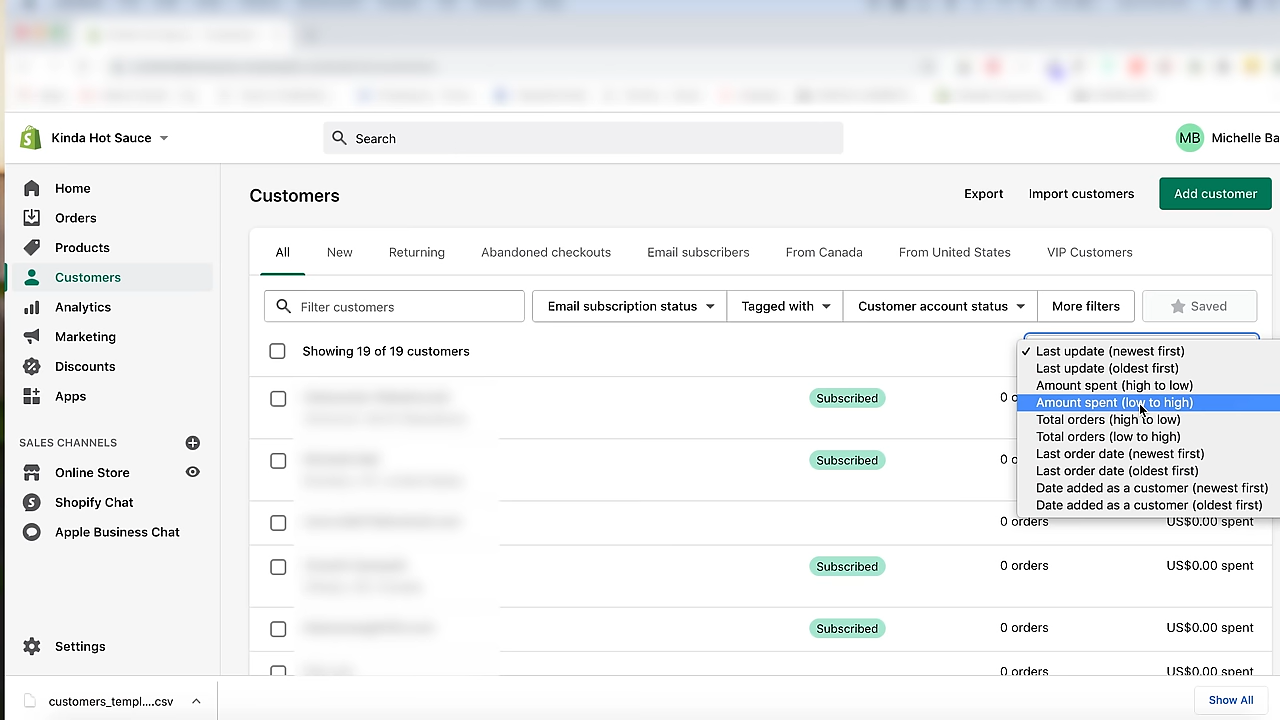 Kinda Hot Sauce
Search
MB
Michelle Ba
Home
Orders
Products
Customers
Analytics
Marketing
Discounts
Apps
SALES CHANNELS
Online Store
Shopify Chat
Apple Business Chat
Settings
Customers
Export
Import customers
Add customer
All
New
Returning
Abandoned checkouts
Email subscribers
From Canada
From United States
VIP Customers
Filter customers
Email subscription status
Tagged with
Customer account status
More filters
Saved
Showing 19 of 19 customers
✓ Last update (newest first)
Last update (oldest first)
Amount spent (high to low)
Amount spent (low to high)
Total orders (high to low)
Total orders (low to high)
Last order date (newest first)
Last order date (oldest first)
Date added as a customer (newest first)
Date added as a customer (oldest first)
Subscribed
0 o
Subscribed
0 o
0 orders
US$0.00 spent
Subscribed
0 orders
US$0.00 spent
Subscribed
0 orders
US$0.00 spent
0 orders
US$0.00 spent
customers_templ....csv
Show All